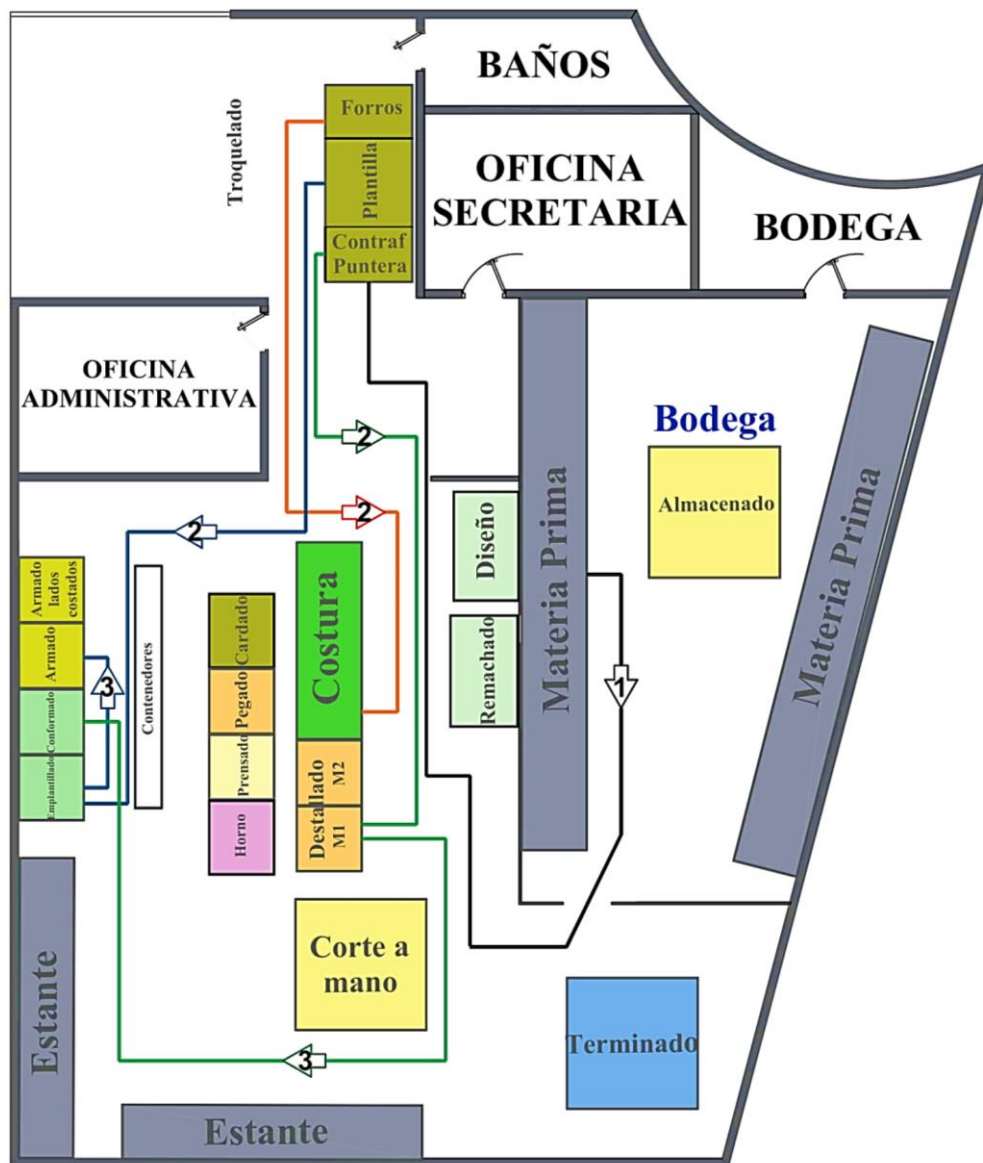 BAÑOS
Forros
Troquelado
Plantilla
OFICINA
SECRETARIA
BODEGA
Contraf
Puntera
OFICINA
ADMINISTRATIVA
2
Bodega
Materia Prima
Almacenado
Materia Prima
2
2
Diseño
Armado
lados
costados
Costura
Contenedores
Cardado
Remachado
Armado
3
1
Pegado
Conformado
Prensado
Emplantillado
Destallado
M2
M1
Horno
Corte a
mano
Estante
Terminado
3
Estante